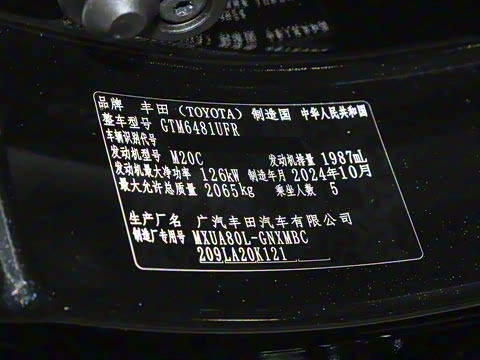 品牌 丰田（TOYOTA） 制造国 中华人民共和国
整车型号 GTM6481UFR
车辆识别代号
发动机型号 M20C 发动机排量 1987mL
发动机最大净功率 126kW 制造年月 2024年10月
最大允许总质量 2065kg 乘坐人数 5
生产厂名 广汽丰田汽车有限公司
制造厂专用号 MXUA80L-GNXMBC
209LA20K121